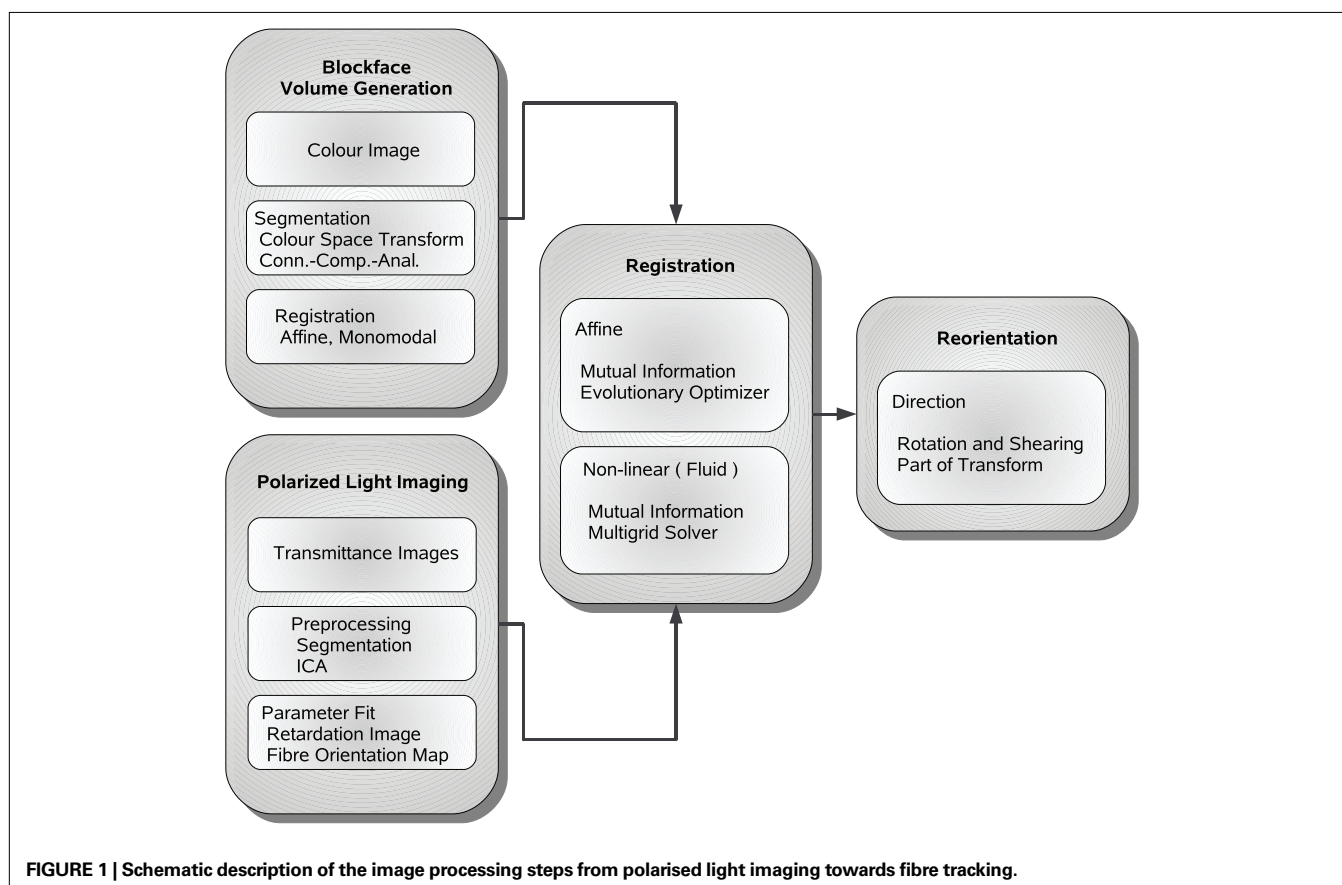 Blockface
Volume Generation
Colour Image
Segmentation
Colour Space Transform
Conn.-Comp.-Anal.
Registration
Affine, Monomodal
Polarized Light Imaging
Transmittance Images
Preprocessing
Segmentation
ICA
Parameter Fit
Retardation Image
Fibre Orientation Map
Registration
Affine
Mutual Information
Evolutionary Optimizer
Non-linear ( Fluid )
Mutual Information
Multigrid Solver
Reorientation
Direction
Rotation and Shearing
Part of Transform
FIGURE 1 | Schematic description of the image processing steps from polarised light imaging towards fibre tracking.